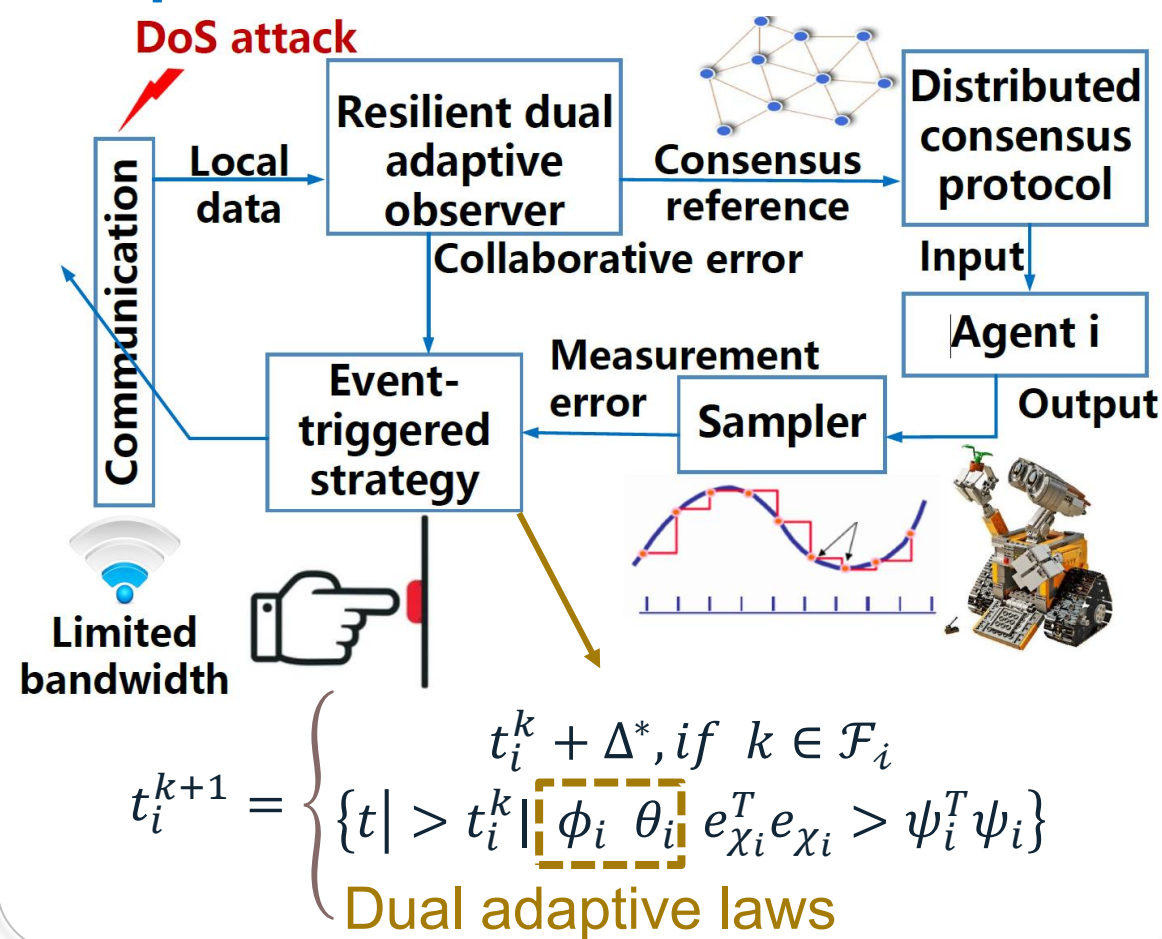 DoS attack
Communication
Local
data
Resilient dual
adaptive
observer
Consensus
reference
Distributed
consensus
protocol
Collaborative error
Input
Agent i
Output
Sampler
Measurement
error
Event-
triggered
strategy
Limited
bandwidth
t_i^{k+1} = {
t_i^k + Δ^*, if k ∈ ℱ_i
{t| > t_i^k| ϕ_i θ_i e_{χ_i}^T e_{χ_i} > ψ_i^T ψ_i}
Dual adaptive laws